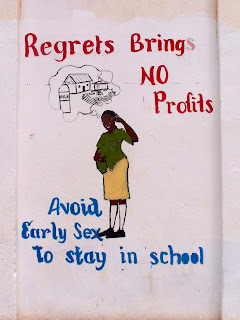 Regrets Brings
NO
Profits
Avoid
Early Sex
To stay in school